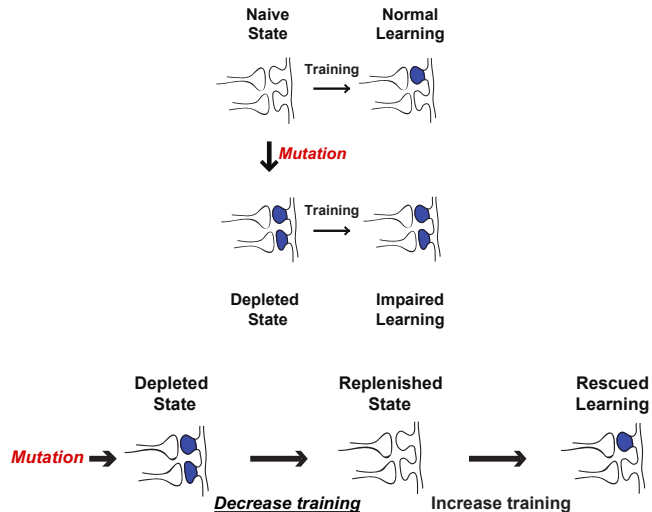 Naive
State
Normal
Learning
Training
Mutation
Training
Depleted
State
Impaired
Learning
Depleted
State
Replenished
State
Rescued
Learning
Mutation
Decrease training
Increase training